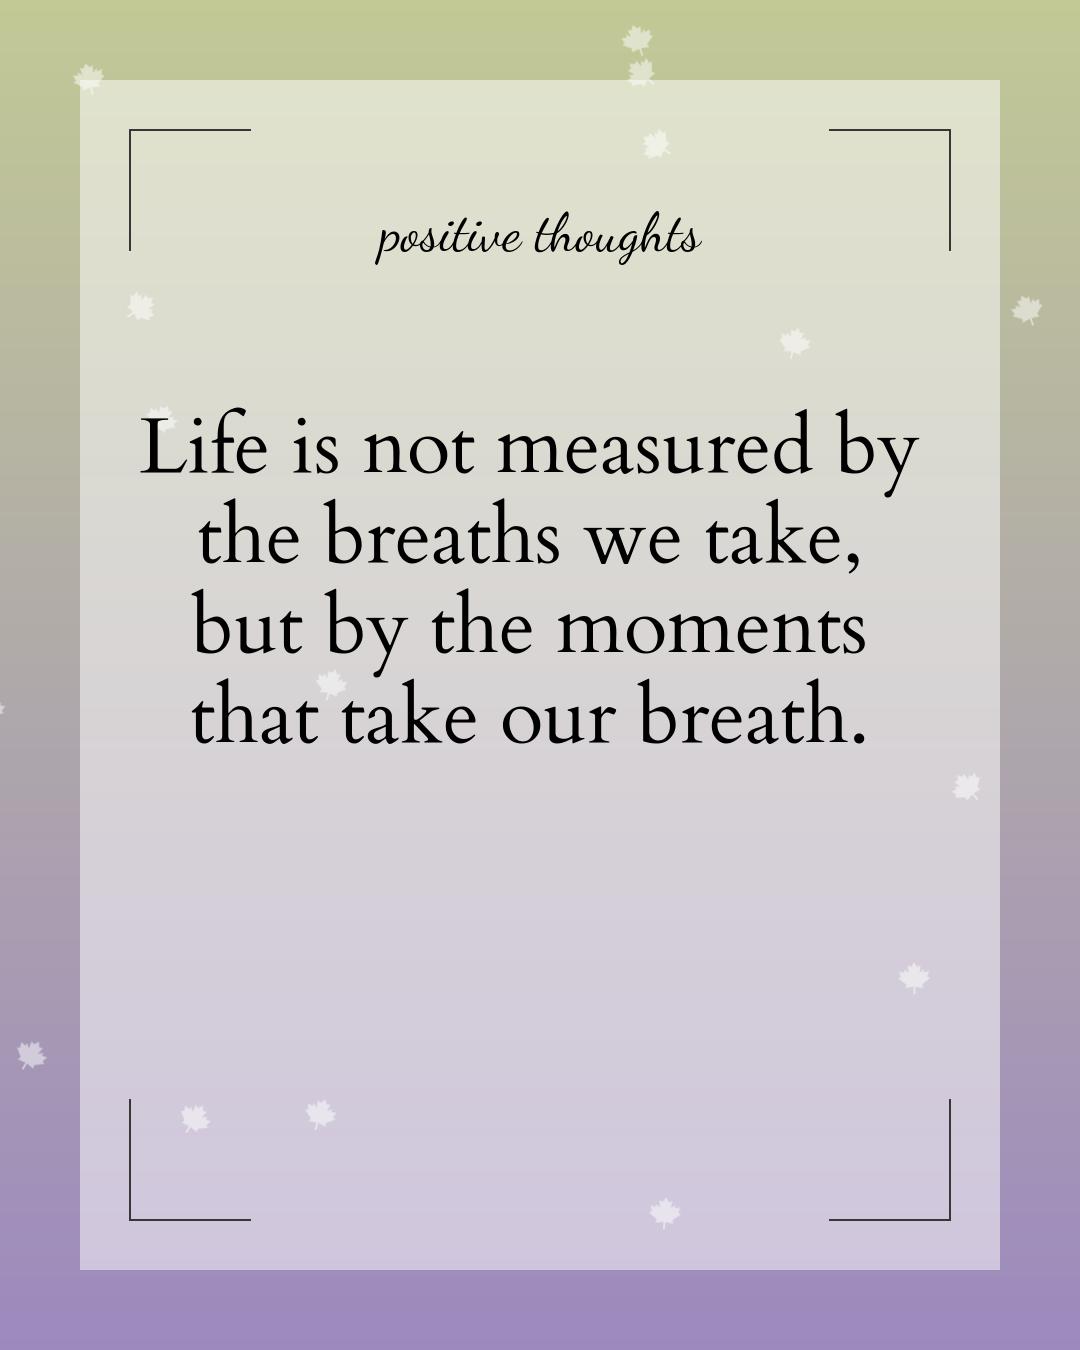 positive thoughts
Life is not measured by
the breaths we take,
but by the moments
that take our breath.